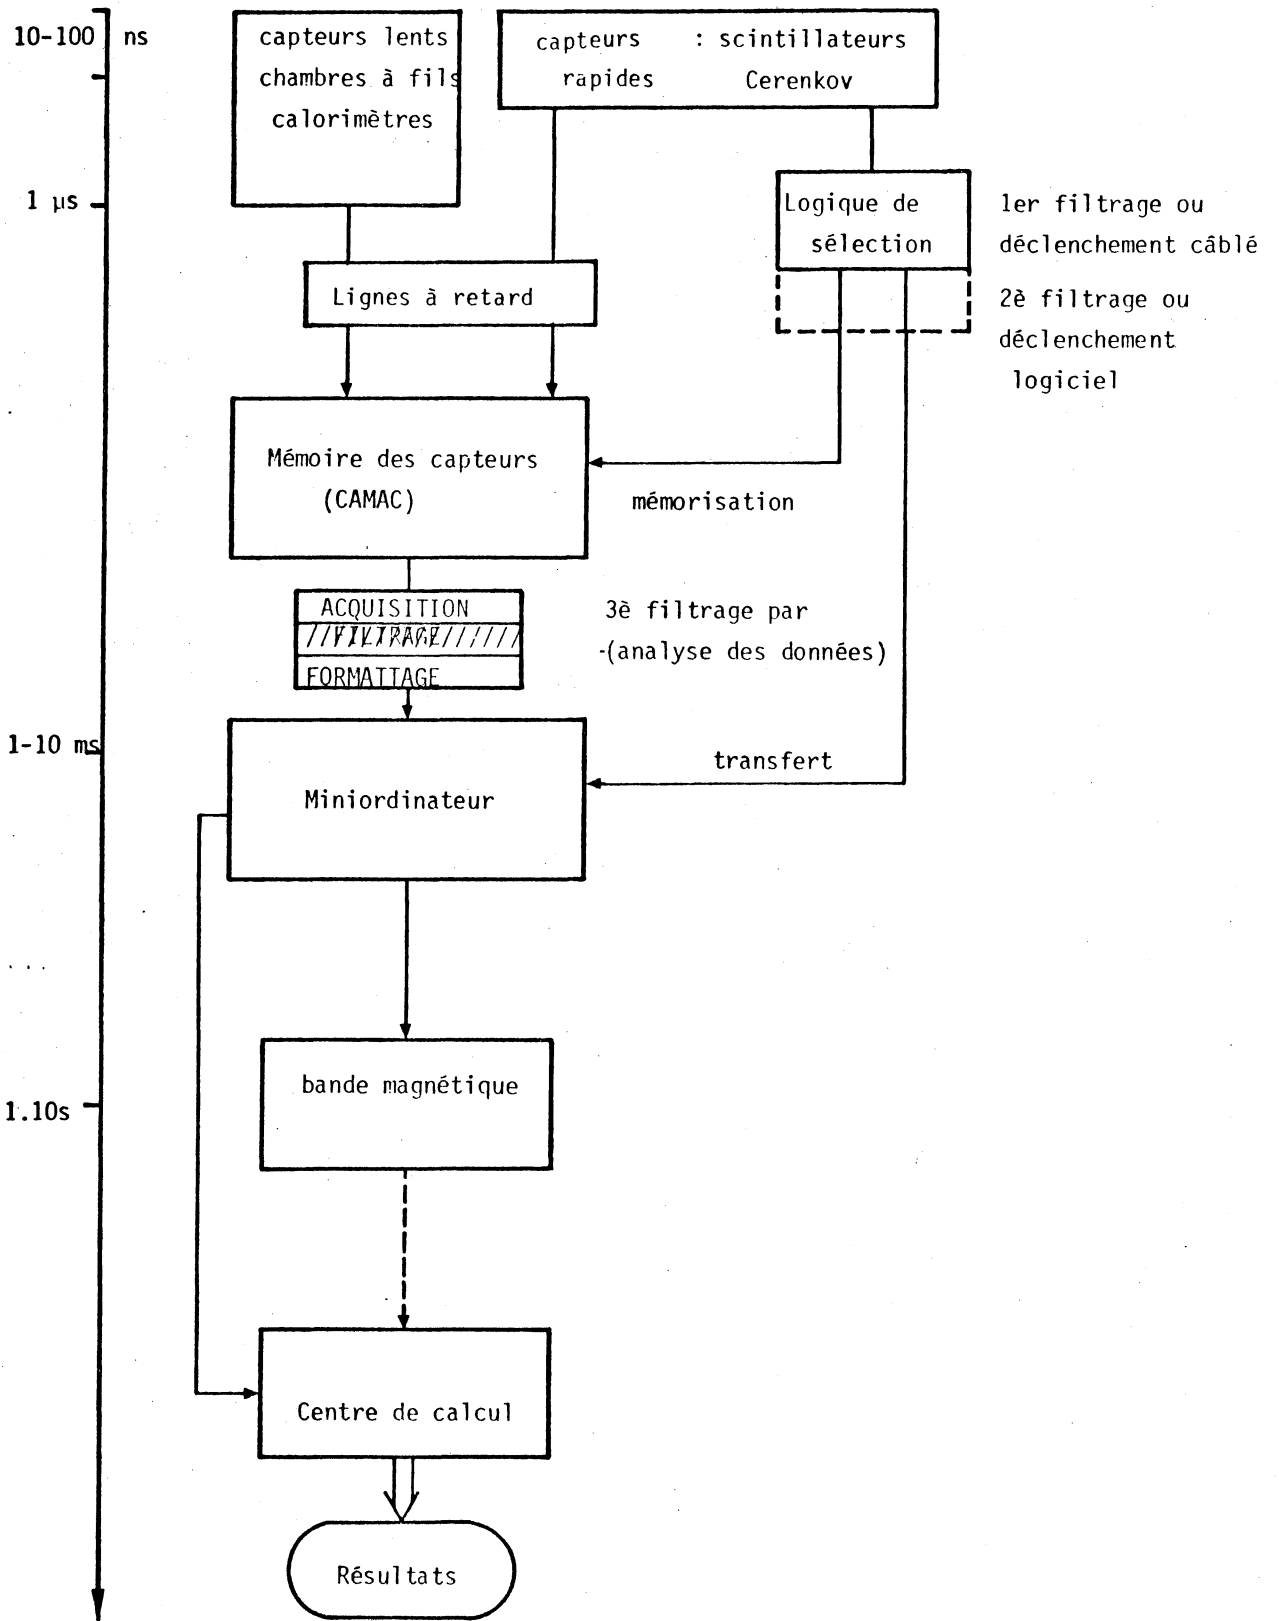 10-100 ns
capteurs lents
chambres à fils
calorimètres
capteurs : scintillateurs
rapides Cerenkov
1 µs
Logique de
sélection
1er filtrage ou
déclenchement câblé
2è filtrage ou
déclenchement
logiciel
Lignes à retard
Mémoire des capteurs
(CAMAC)
mémorisation
ACQUISITION
//FILTRAGE//////
FORMATTAGE
3è filtrage par
-(analyse des données)
1-10 ms
transfert
Miniordinateur
bande magnétique
1.10s
Centre de calcul
Résultats